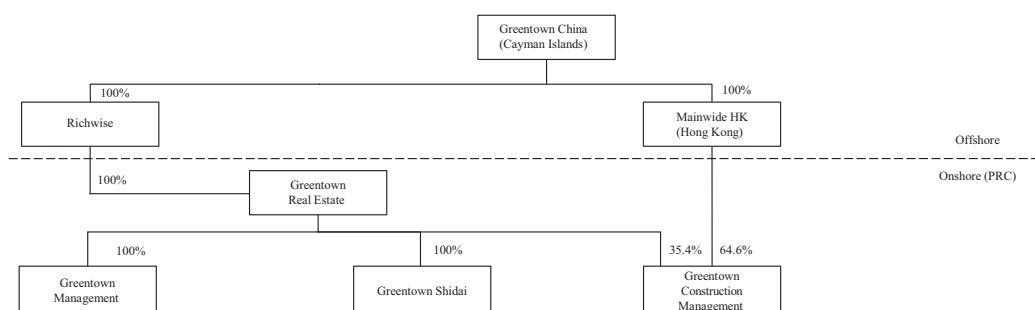 Greentown China
(Cayman Islands)
100%
100%
Richwise
Mainwide HK
(Hong Kong)
Offshore
Onshore (PRC)
100%
Greentown
Real Estate
100%
100%
35.4%
64.6%
Greentown
Management
Greentown Shidai
Greentown
Construction
Management